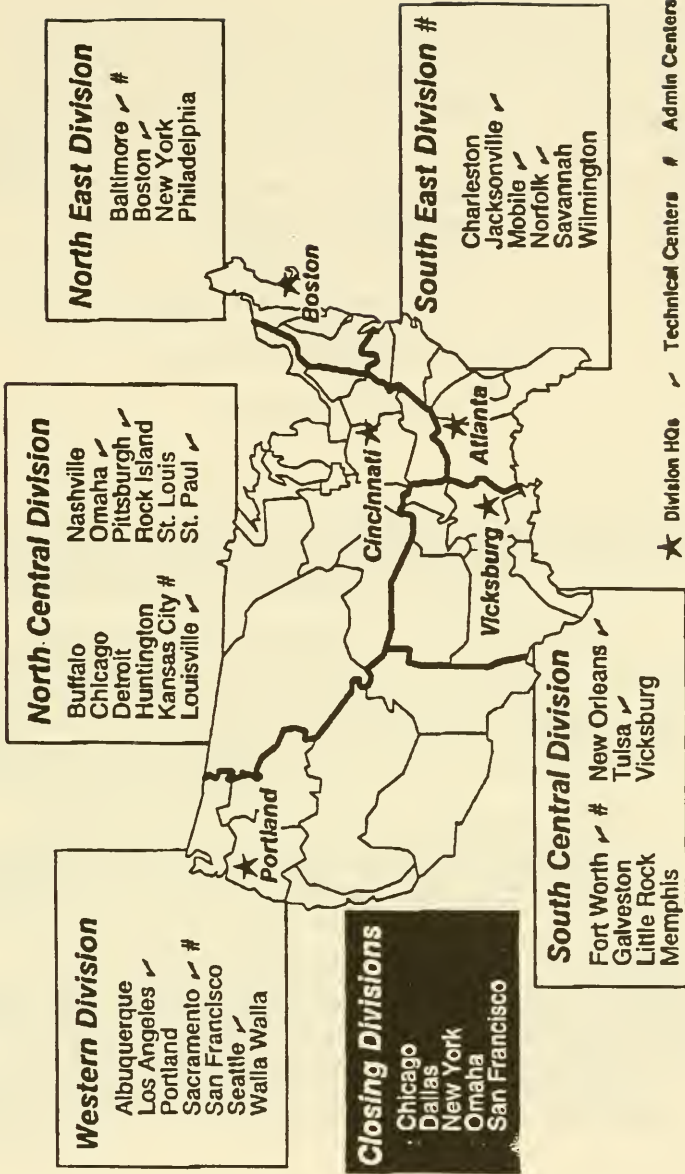 Western Division
Albuquerque
Los Angeles ✓
Portland
Sacramento ✓ #
San Francisco
Seattle ✓
Walla Walla
North Central Division
Buffalo
Chicago
Detroit
Huntington
Kansas City #
Louisville ✓
Nashville
Omaha ✓
Pittsburgh ✓
Rock Island
St. Louis
St. Paul ✓
North East Division
Baltimore ✓ #
Boston ✓
New York
Philadelphia
Portland
Cincinnati
Boston
Vicksburg
Atlanta
Closing Divisions
Chicago
Dallas
New York
Omaha
San Francisco
South Central Division
Fort Worth ✓ #
Galveston
Little Rock
Memphis
New Orleans ✓
Tulsa ✓
Vicksburg
South East Division #
Charleston
Jacksonville ✓
Mobile ✓
Norfolk ✓
Savannah
Wilmington
★ Division HQs ✓ Technical Centers # Admin Centers